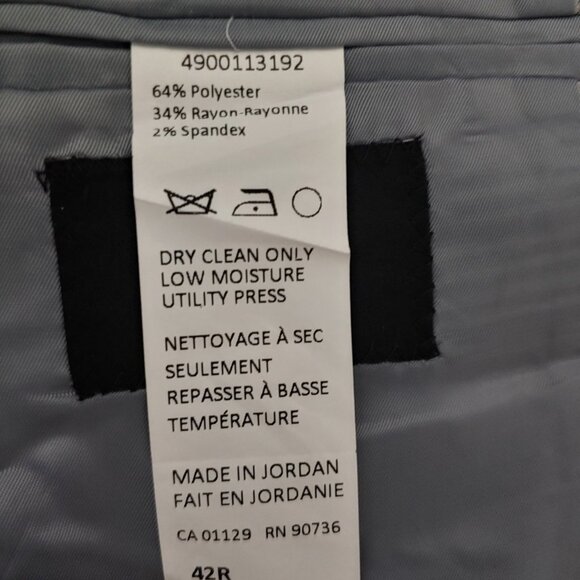 4900113192
64% Polyester
34% Rayon-Rayonne
2% Spandex
DRY CLEAN ONLY
LOW MOISTURE
UTILITY PRESS
NETTOYAGE À SEC
SEULEMENT
REPASSER À BASSE
TEMPÉRATURE
MADE IN JORDAN
FAIT EN JORDANIE
CA 01129 RN 90736
42R